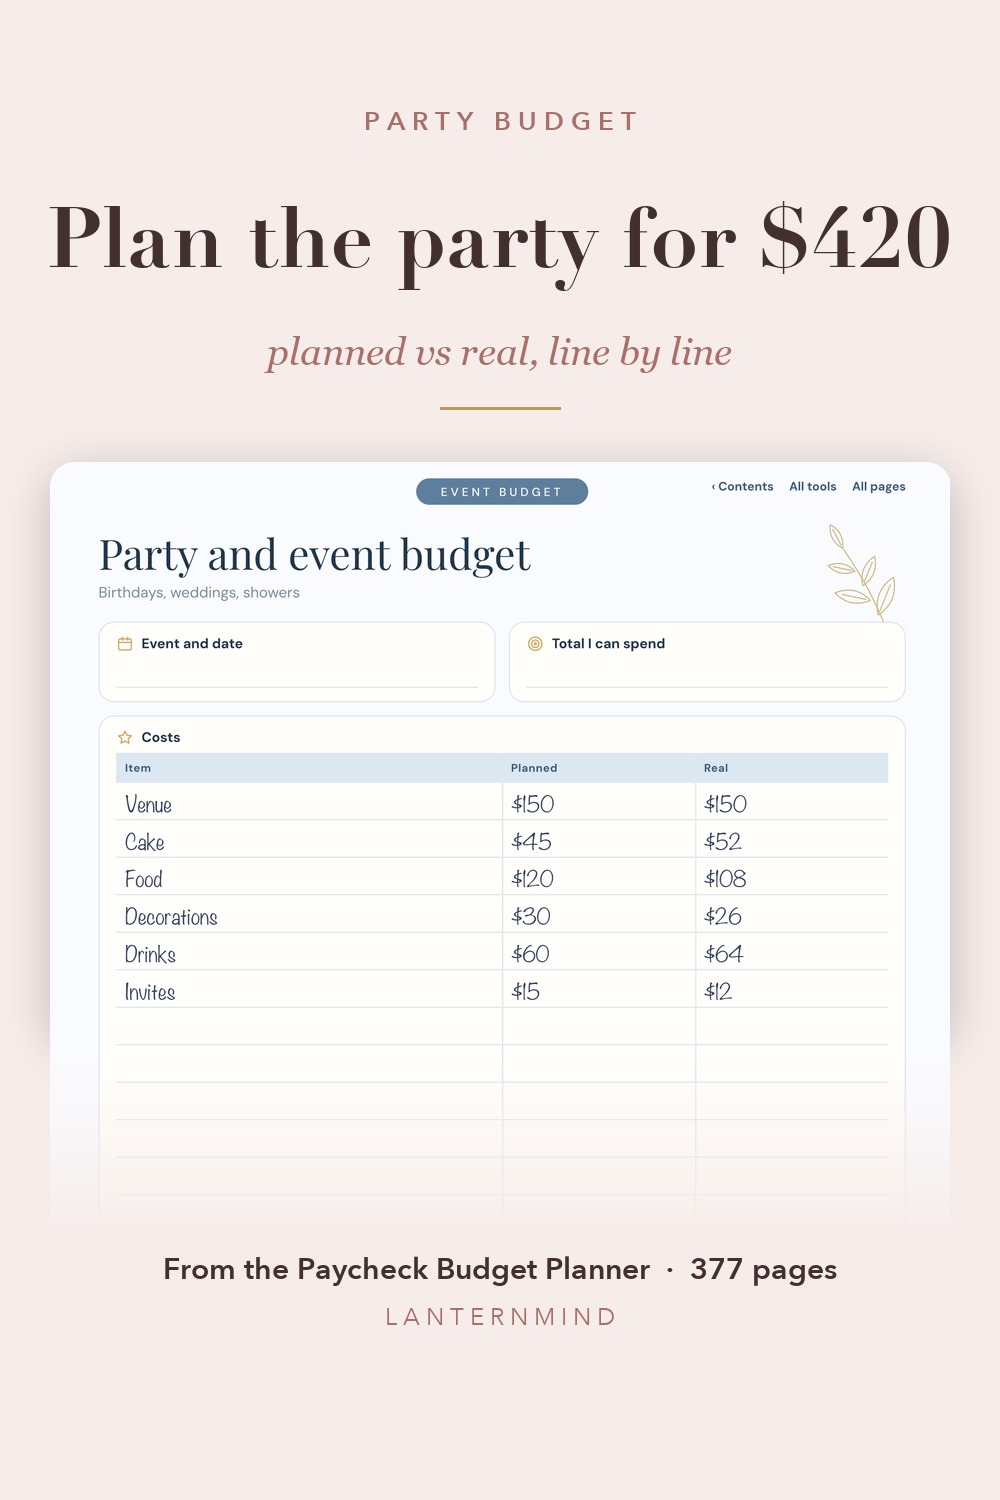 PARTY BUDGET
Plan the party for $420
planned vs real, line by line
EVENT BUDGET
‹ Contents All tools All pages
Party and event budget
Birthdays, weddings, showers
Event and date
Total I can spend
Costs
Item Planned Real
Venue $150 $150
Cake $45 $52
Food $120 $108
Decorations $30 $26
Drinks $60 $64
Invites $15 $12
From the Paycheck Budget Planner · 377 pages
LANTERNMIND